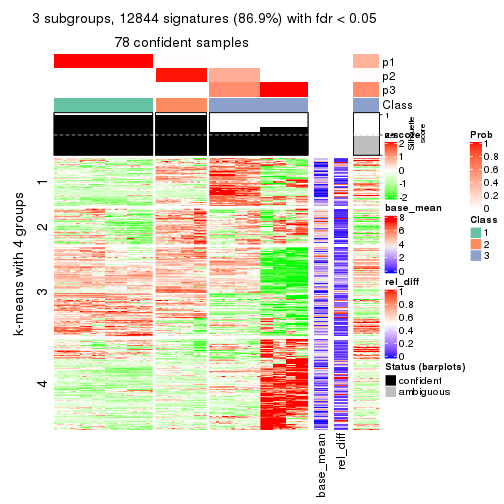 3 subgroups, 12844 signatures (86.9%) with fdr < 0.05
78 confident samples
p1
p2
p3
Class
1
0.5
Silhouette
score
k-means with 4 groups
1
2
3
4
base_mean
rel_diff
z-score
2
1
0
-1
-2
base_mean
8
6
4
2
0
rel_diff
1
0.8
0.6
0.4
0.2
0
Status (barplots)
confident
ambiguous
Prob
1
0.8
0.6
0.4
0.2
0
Class
1
2
3